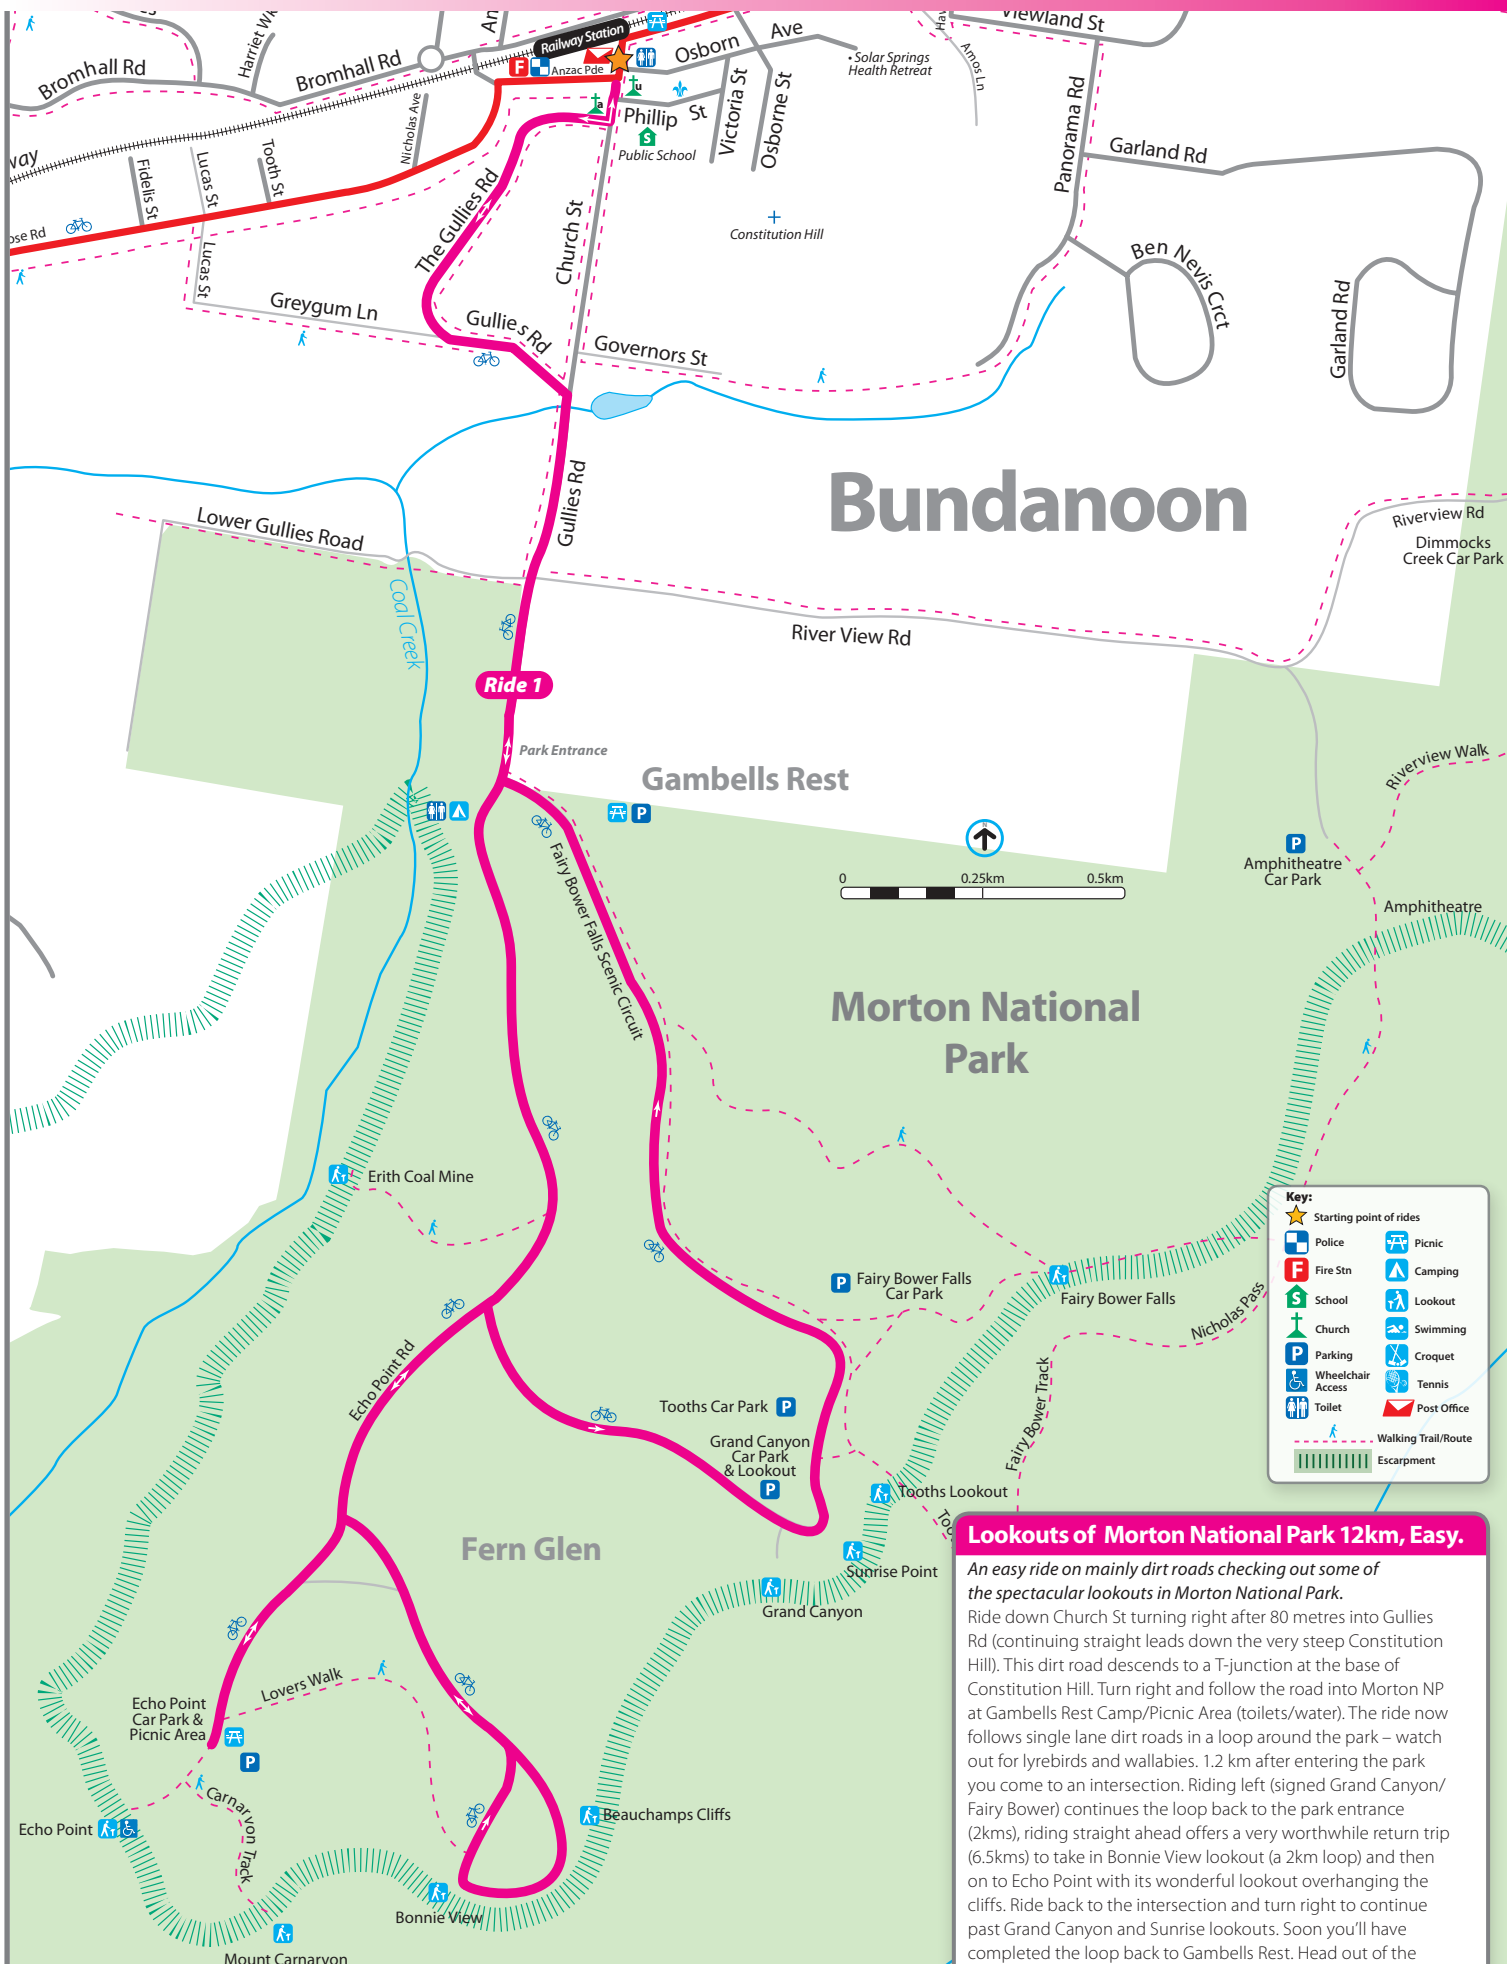 Viewland St
Harriet
Bromhall Rd
Bromhall Rd
Railway Station
Anzac Pde
Osborn Ave
Solar Springs
Health Retreat
Amos Ln
Panorama Rd
Nicholas Ave
F
a
u
Phillip St
S
Public School
Victoria St
Osborne St
Garland Rd
way
Fidelis St
Lucas St
Tooth St
ose Rd
The Gullies Rd
Church St
Constitution Hill
Ben Nevis Crct
Lucas St
Greygum Ln
Gullies Rd
Governors St
Garland Rd
Gullies Rd
Bundanoon
Lower Gullies Road
Riverview Rd
Dimmocks
Creek Car Park
Coal Creek
River View Rd
Ride 1
Park Entrance
Gambells Rest
Riverview Walk
P
N
P
Amphitheatre
Car Park
0 0.25km 0.5km
Fairy Bower Falls Scenic Circuit
Amphitheatre
Morton National
Park
Erith Coal Mine
P
Fairy Bower Falls
Car Park
Fairy Bower Falls
Nicholas Pass
Key:
Starting point of rides
Police
Picnic
F
Fire Stn
Camping
S
School
Lookout
Church
Swimming
P
Parking
Croquet
Wheelchair
Access
Tennis
Toilet
Post Office
Walking Trail/Route
Escarpment
Echo Point Rd
Fairy Bower Track
Tooths Car Park
P
Grand Canyon
Car Park
& Lookout
P
Tooths Lookout
Too
Fern Glen
Sunrise Point
Grand Canyon
Lovers Walk
Echo Point
Car Park &
Picnic Area
P
Carnarvon Track
Echo Point
Beauchamps Cliffs
Bonnie View
Mount Carnarvon
Lookouts of Morton National Park 12km, Easy.
An easy ride on mainly dirt roads checking out some of
the spectacular lookouts in Morton National Park.
Ride down Church St turning right after 80 metres into Gullies
Rd (continuing straight leads down the very steep Constitution
Hill). This dirt road descends to a T-junction at the base of
Constitution Hill. Turn right and follow the road into Morton NP
at Gambells Rest Camp/Picnic Area (toilets/water). The ride now
follows single lane dirt roads in a loop around the park – watch
out for lyrebirds and wallabies. 1.2 km after entering the park
you come to an intersection. Riding left (signed Grand Canyon/
Fairy Bower) continues the loop back to the park entrance
(2kms), riding straight ahead offers a very worthwhile return trip
(6.5kms) to take in Bonnie View lookout (a 2km loop) and then
on to Echo Point with its wonderful lookout overhanging the
cliffs. Ride back to the intersection and turn right to continue
past Grand Canyon and Sunrise lookouts. Soon you'll have
completed the loop back to Gambells Rest. Head out of the